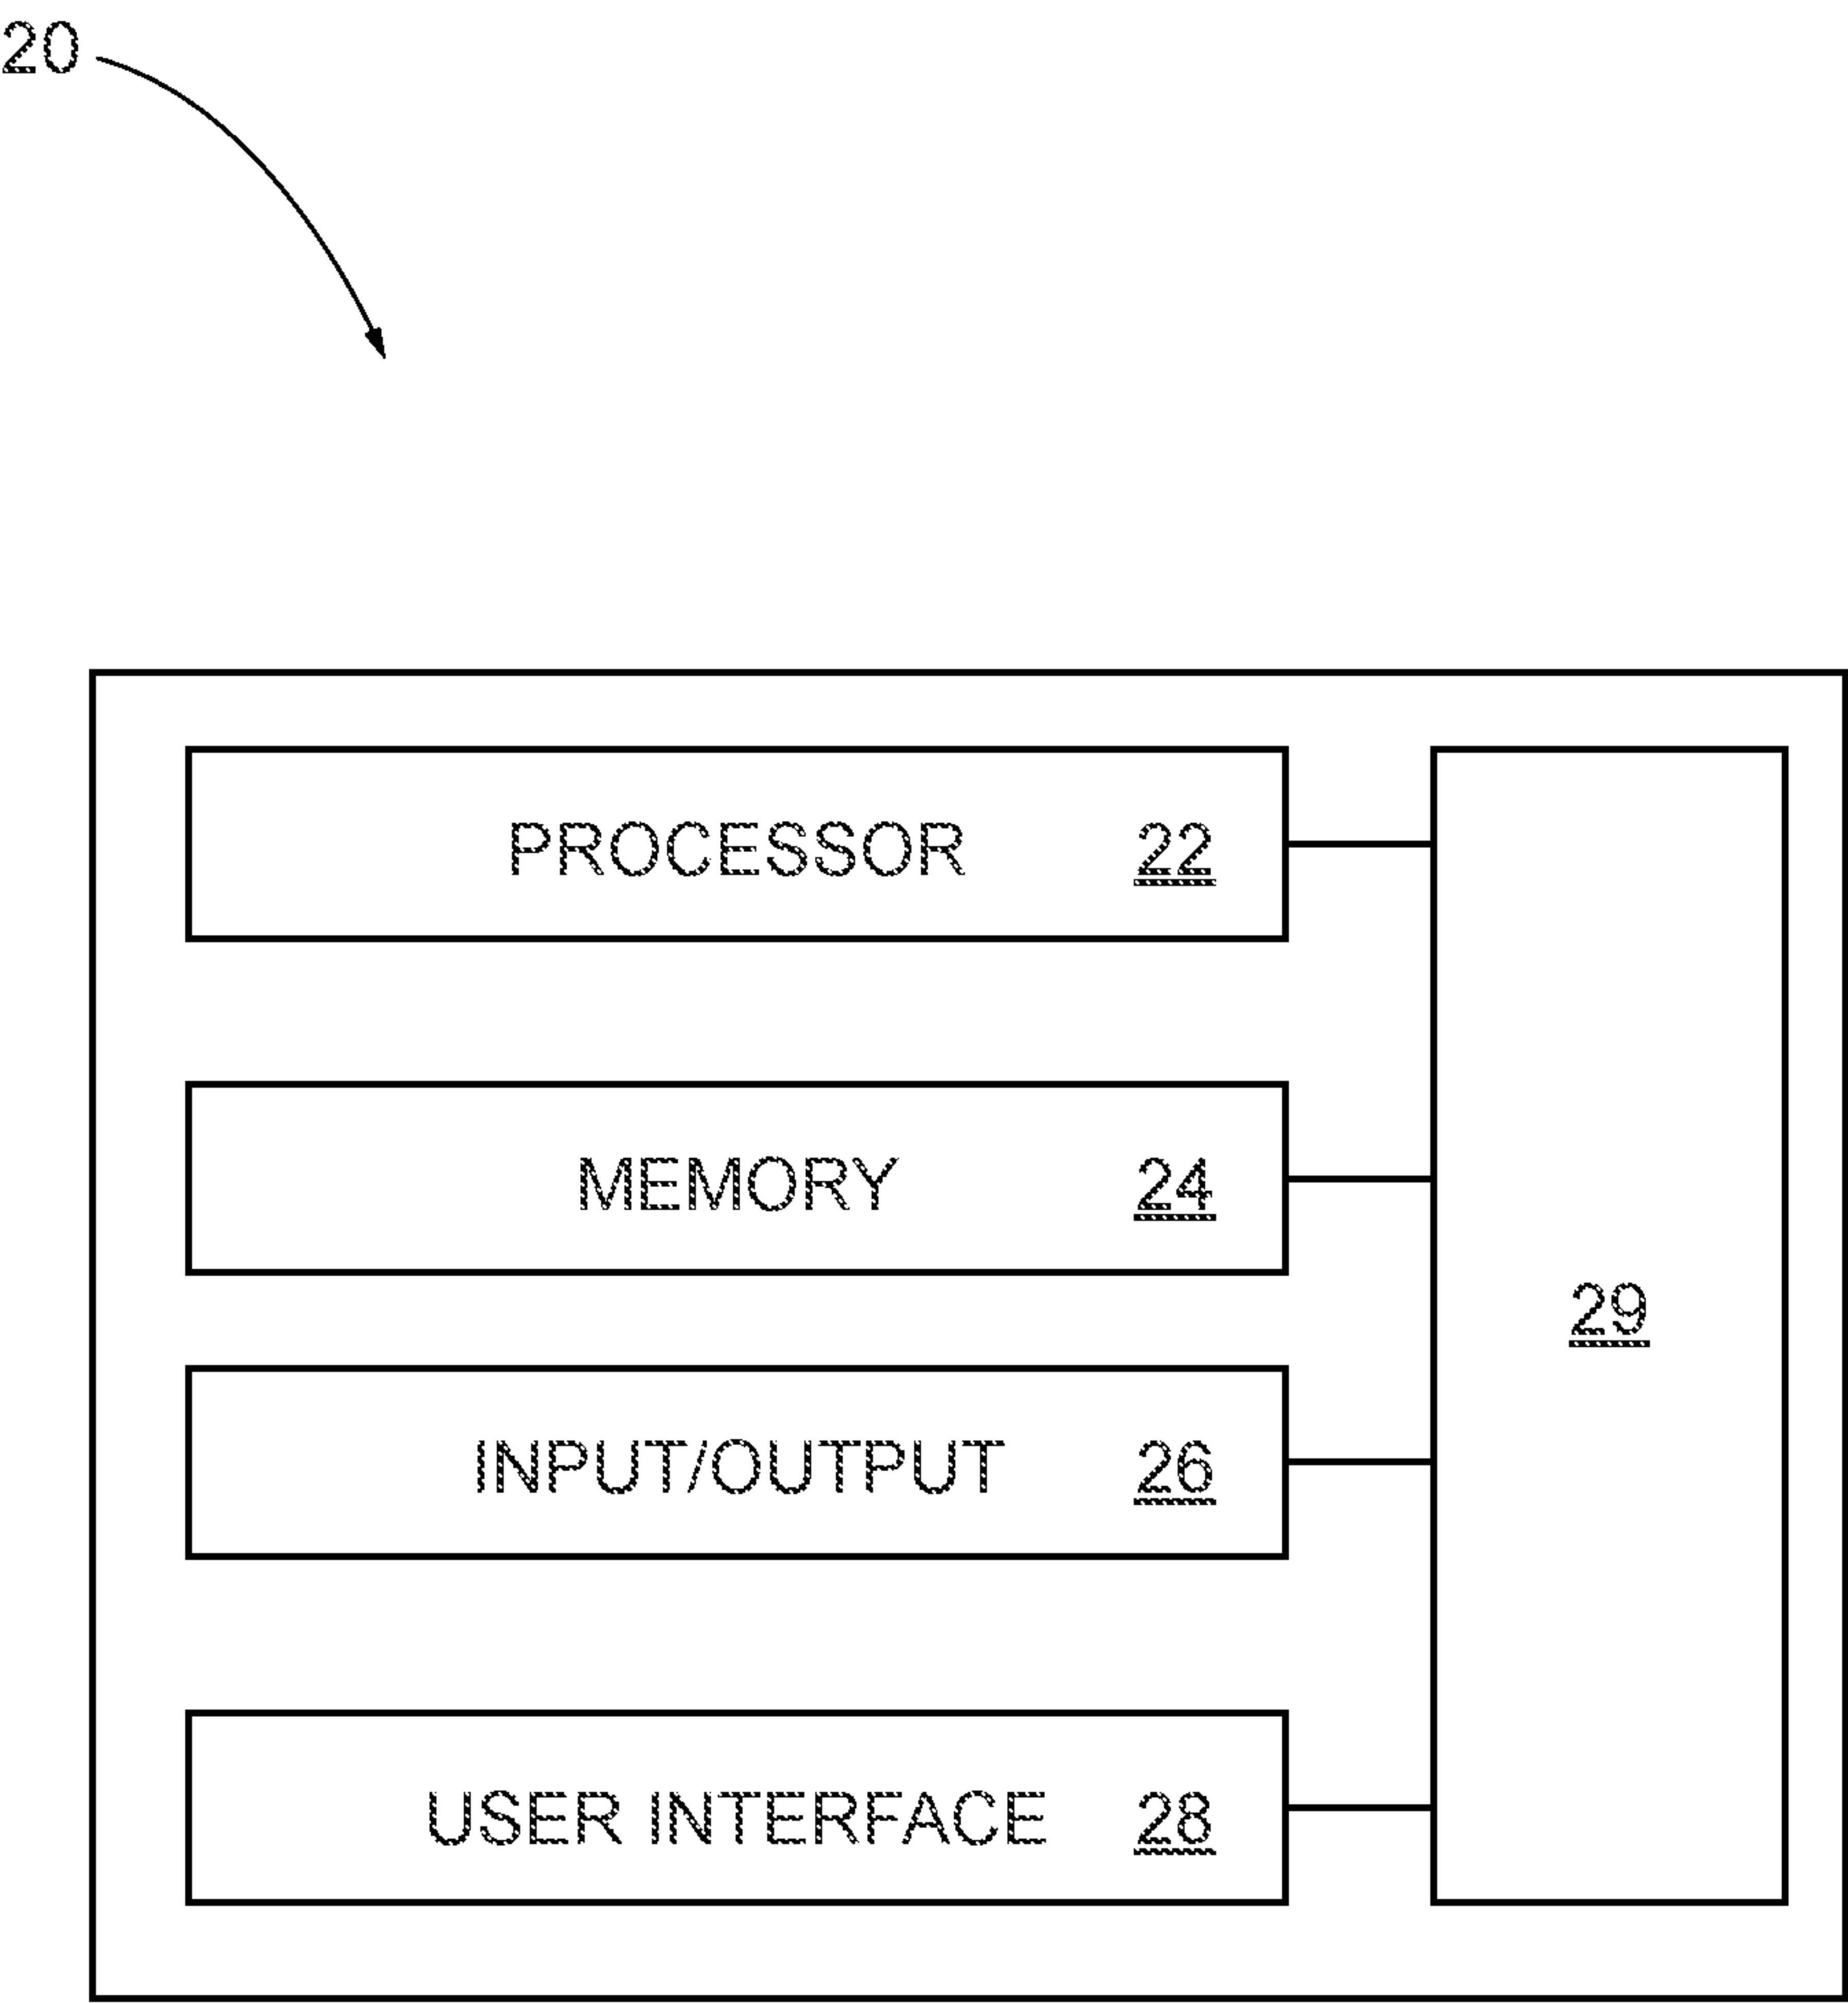 20
PROCESSOR 22
MEMORY 24
29
INPUT/OUTPUT 26
USER INTERFACE 28